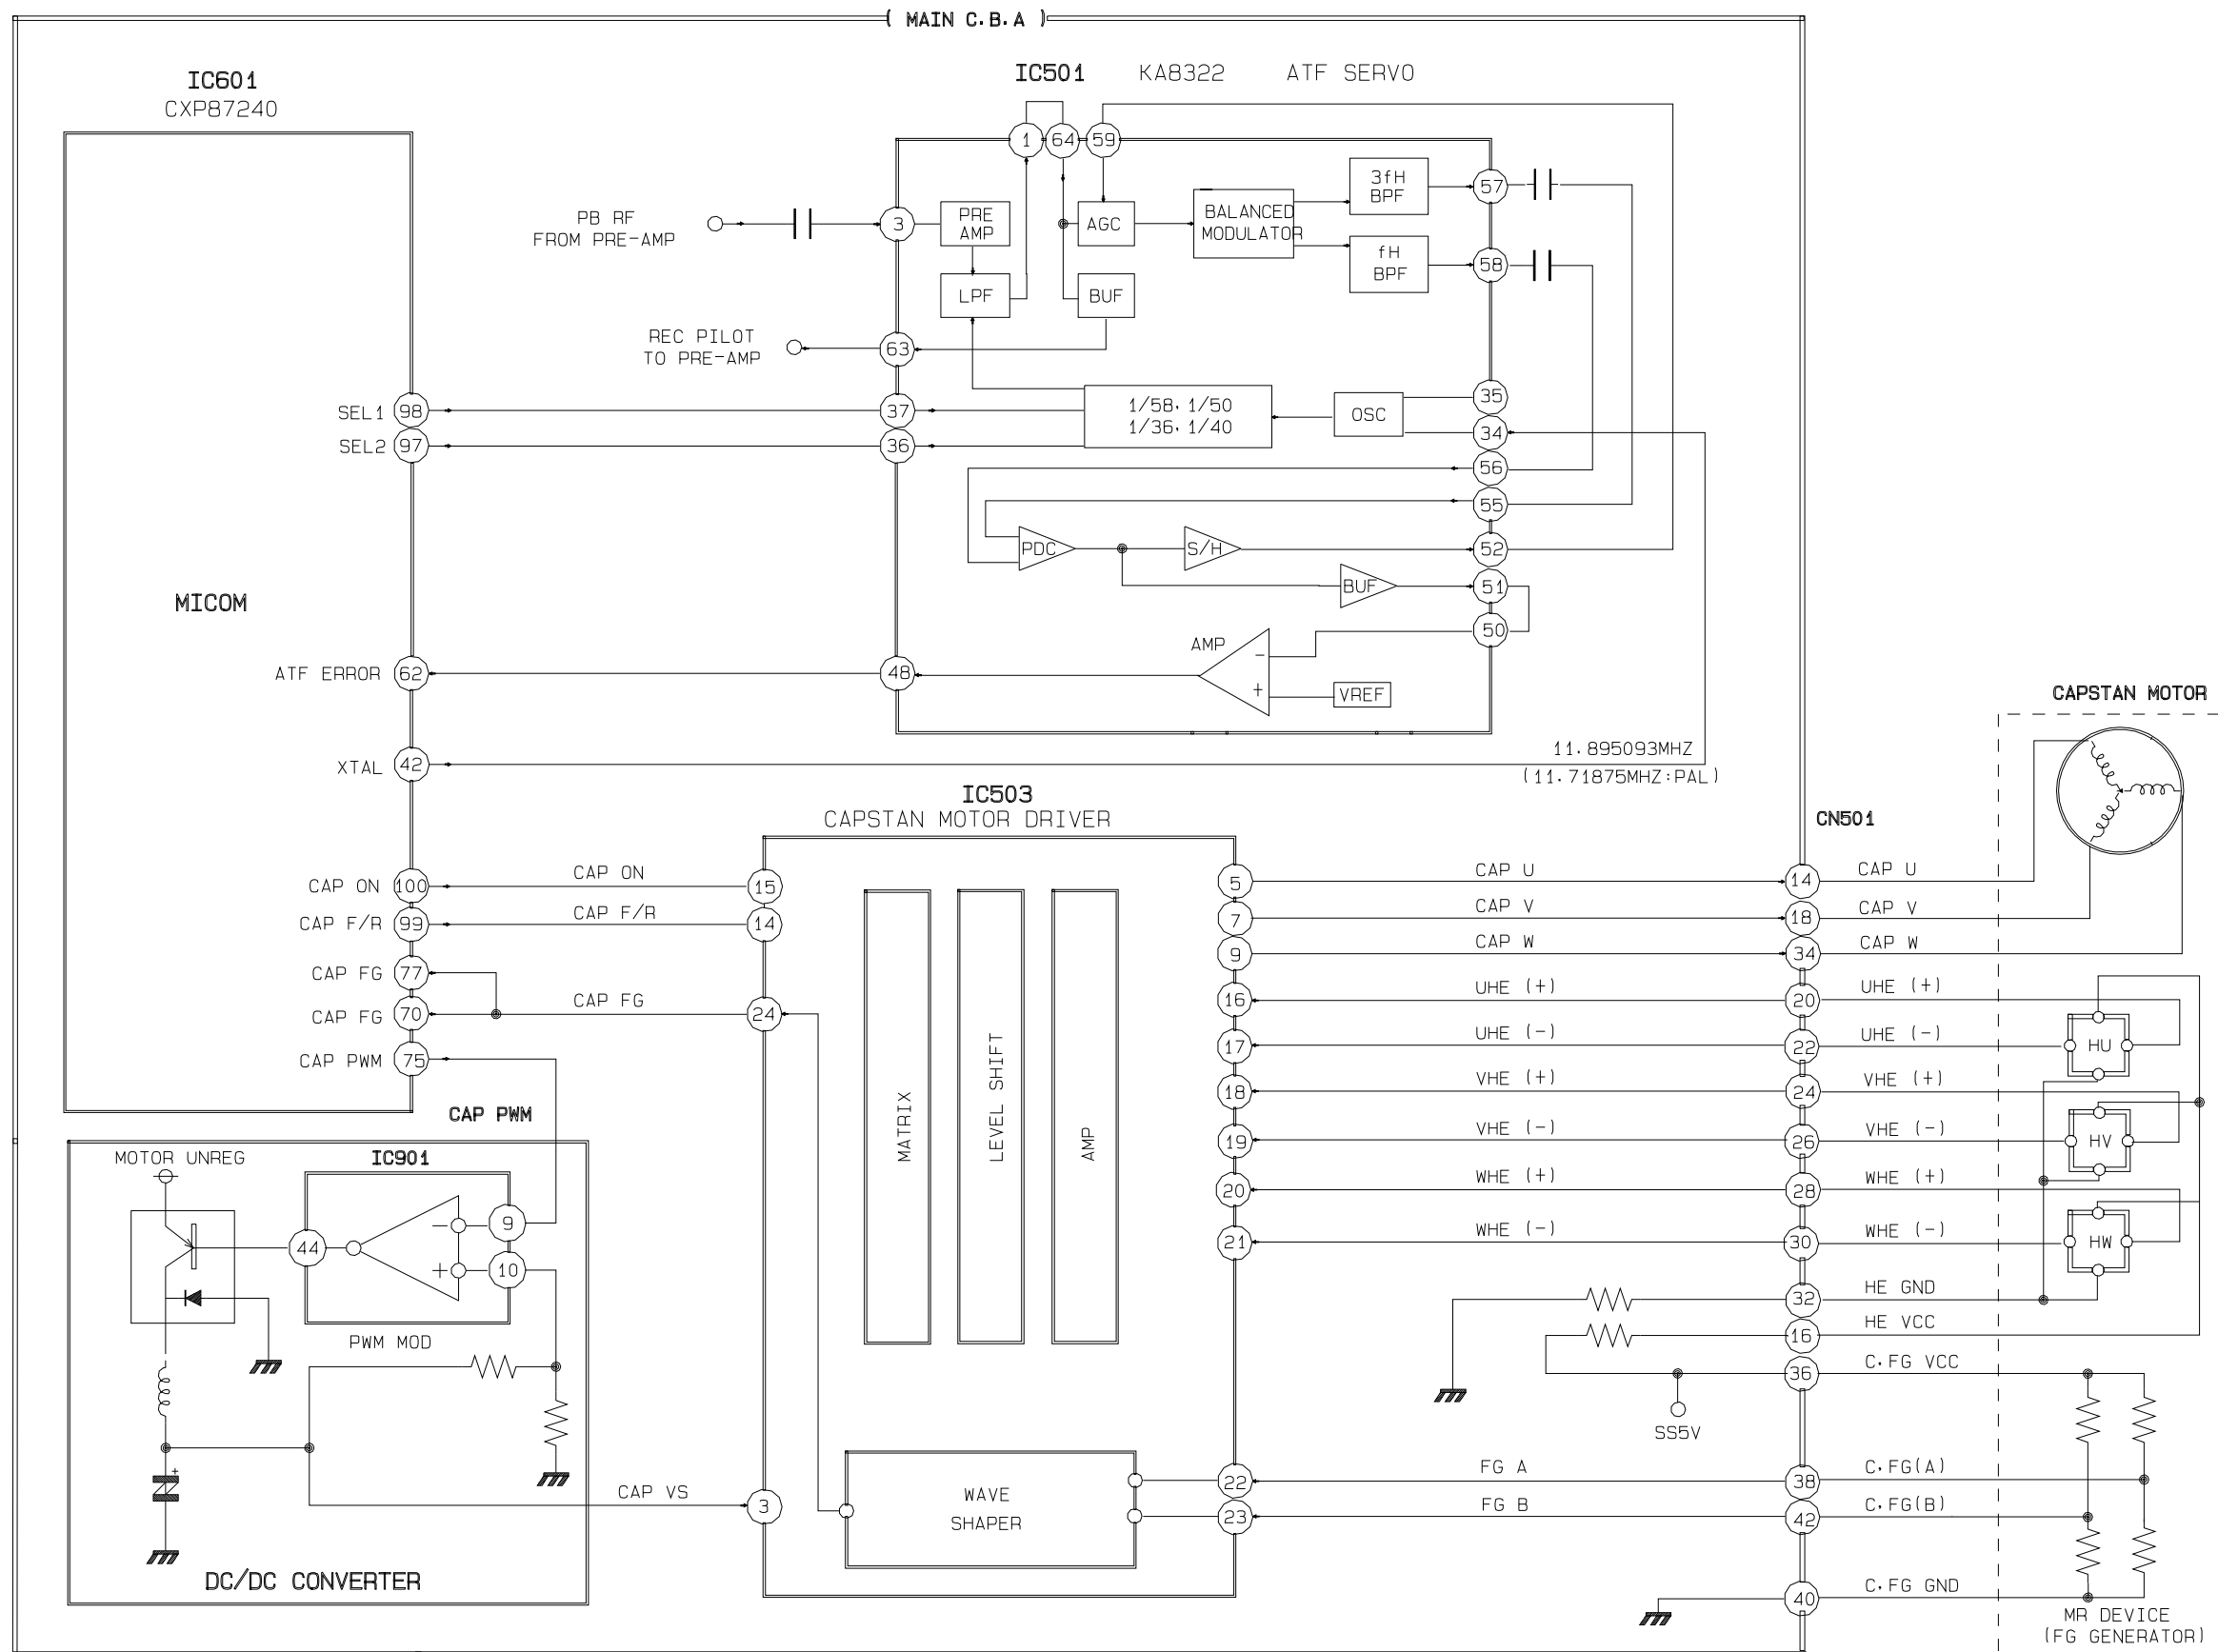 ( MAIN C.B.A )
IC601
CXP87240
IC501 KA8322 ATF SERVO
1
64
59
3fH
BPF
57
PB RF
FROM PRE-AMP
3
PRE
AMP
AGC
BALANCED
MODULATOR
fH
BPF
58
LPF
BUF
REC PILOT
TO PRE-AMP
63
SEL1
98
37
1/58, 1/50
1/36, 1/40
OSC
35
34
SEL2
97
36
56
55
PDC
S/H
52
BUF
51
50
MICOM
AMP
-
+
VREF
ATF ERROR
62
48
XTAL
42
11.895093MHZ
(11.71875MHZ:PAL)
CAPSTAN MOTOR
IC503
CAPSTAN MOTOR DRIVER
CN501
CAP ON
100
CAP ON
15
5
CAP U
14
CAP U
CAP F/R
99
CAP F/R
14
7
CAP V
18
CAP V
9
CAP W
34
CAP W
CAP FG
77
CAP FG
70
CAP FG
24
16
UHE (+)
20
UHE (+)
17
UHE (-)
22
UHE (-)
HU
CAP PWM
75
18
VHE (+)
24
VHE (+)
CAP PWM
19
VHE (-)
26
VHE (-)
HV
20
WHE (+)
28
WHE (+)
21
WHE (-)
30
WHE (-)
HW
MATRIX
LEVEL SHIFT
AMP
MOTOR UNREG
IC901
-
9
44
+
10
PWM MOD
32
HE GND
16
HE VCC
36
C.FG VCC
SS5V
+
CAP VS
3
WAVE
SHAPER
22
FG A
38
C.FG(A)
23
FG B
42
C.FG(B)
DC/DC CONVERTER
40
C.FG GND
MR DEVICE
(FG GENERATOR)